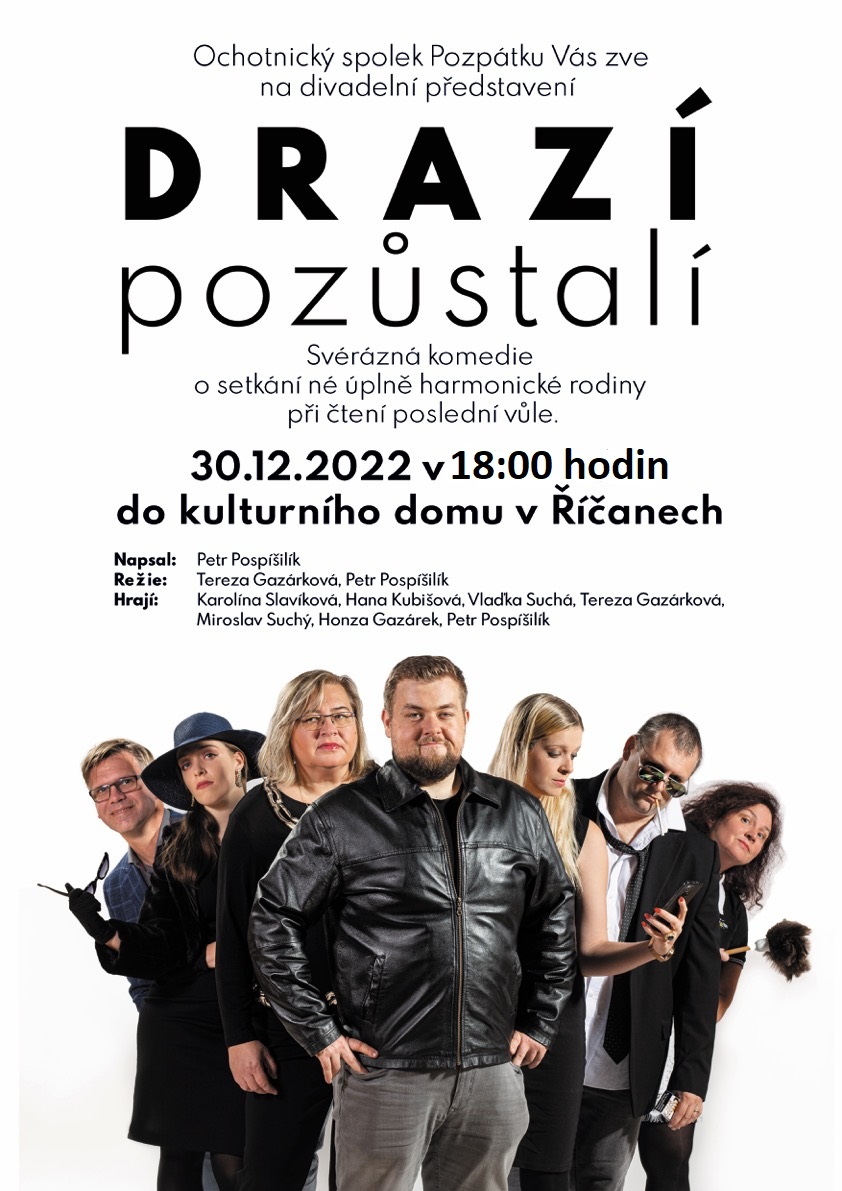 Ochotnický spolek Pozpátku Vás zve
na divadelní představení
DRAZÍ
pozůstalí
Svérázná komedie
o setkání né úplně harmonické rodiny
při čtení poslední vůle.
30.12.2022 v 18:00 hodin
do kulturního domu v Říčanech
Napsal: Petr Pospíšilík
Režie: Tereza Gazárková, Petr Pospíšilík
Hrají: Karolína Slavíková, Hana Kubišová, Vlaďka Suchá, Tereza Gazárková,
Miroslav Suchý, Honza Gazárek, Petr Pospíšilík